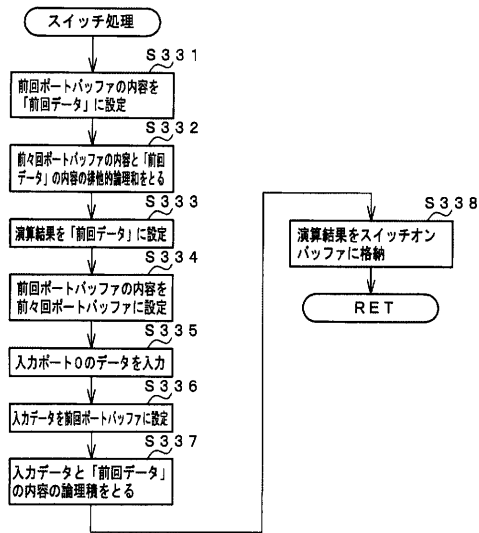 スイッチ処理
S331
前回ポートバッファの内容を
「前回データ」に設定
S332
前々回ポートバッファの内容と「前回
データ」の内容の排他的論理和をとる
S333
演算結果を「前回データ」に設定
S334
前回ポートバッファの内容を
前々回ポートバッファに設定
S335
入力ポート0のデータを入力
S336
入力データを前回ポートバッファに設定
S337
入力データと「前回データ」
の内容の論理積をとる
S338
演算結果をスイッチオン
バッファに格納
RET